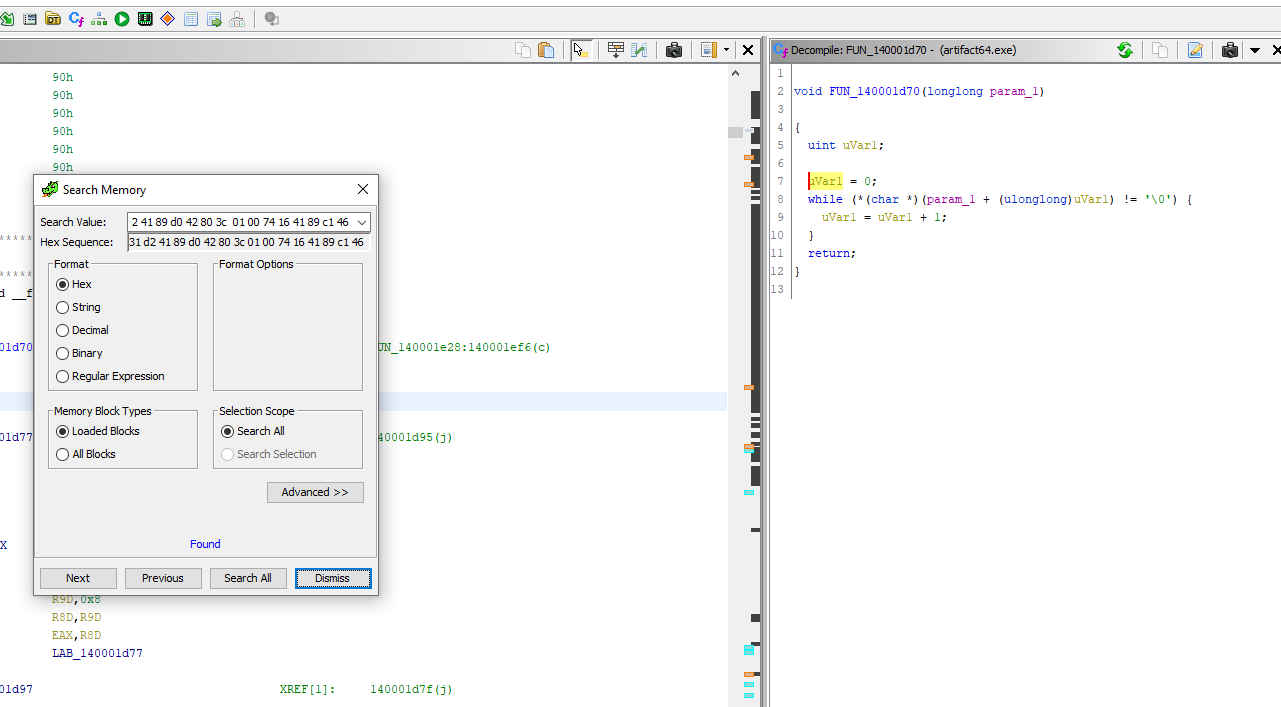 Decompile: FUN_140001d70 - (artifact64.exe)
90h
90h
90h
90h
90h
90h
*****
*****
d __f
01d70
UN_140001e28:140001ef6(c)
01d77
40001d95(j)
X
R9D,0x8
R8D,R9D
EAX,R8D
LAB_140001d77
01d97 XREF[1]: 140001d7f(j)
Search Memory
Search Value: 2 41 89 d0 42 80 3c 01 00 74 16 41 89 c1 46
Hex Sequence: 31 d2 41 89 d0 42 80 3c 01 00 74 16 41 89 c1 46
Format
Hex
String
Decimal
Binary
Regular Expression
Format Options
Memory Block Types
Loaded Blocks
All Blocks
Selection Scope
Search All
Search Selection
Advanced >>
Found
Next Previous Search All Dismiss
1
2 void FUN_140001d70(longlong param_1)
3
4 {
5 uint uVar1;
6
7 uVar1 = 0;
8 while (*(char *)(param_1 + (ulonglong)uVar1) != '\0') {
9 uVar1 = uVar1 + 1;
10 }
11 return;
12 }
13